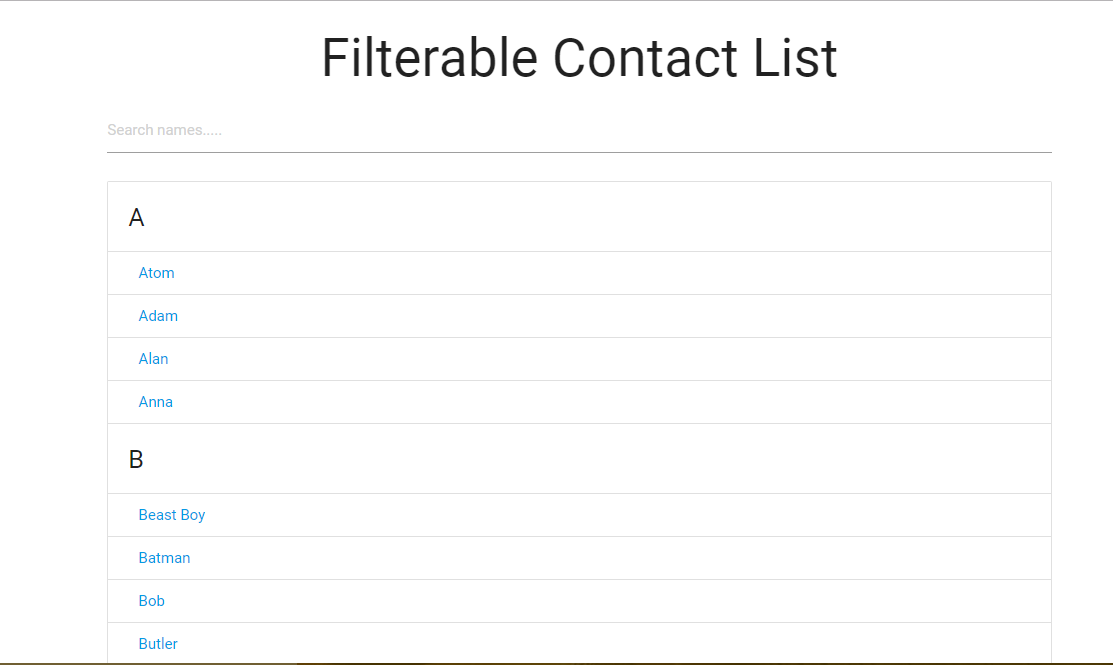 Filterable Contact List
Search names.....
A
Atom
Adam
Alan
Anna
B
Beast Boy
Batman
Bob
Butler